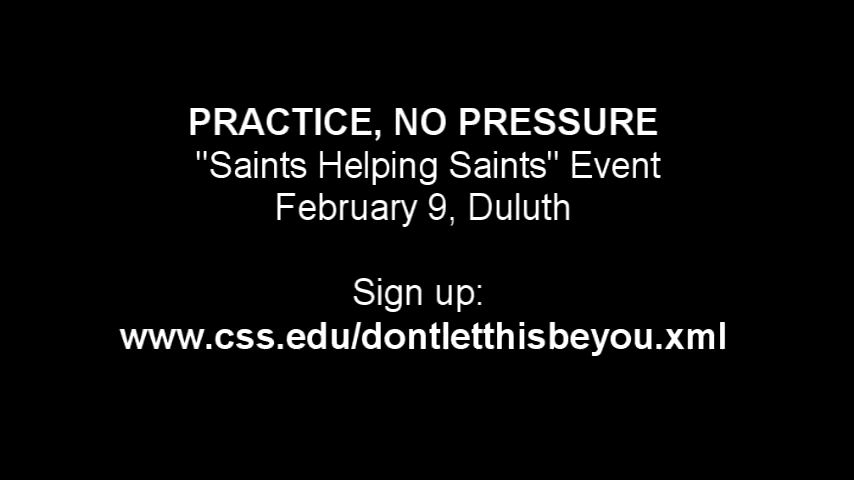 PRACTICE, NO PRESSURE
"Saints Helping Saints" Event
February 9, Duluth
Sign up:
www.css.edu/dontletthisbeyou.xml